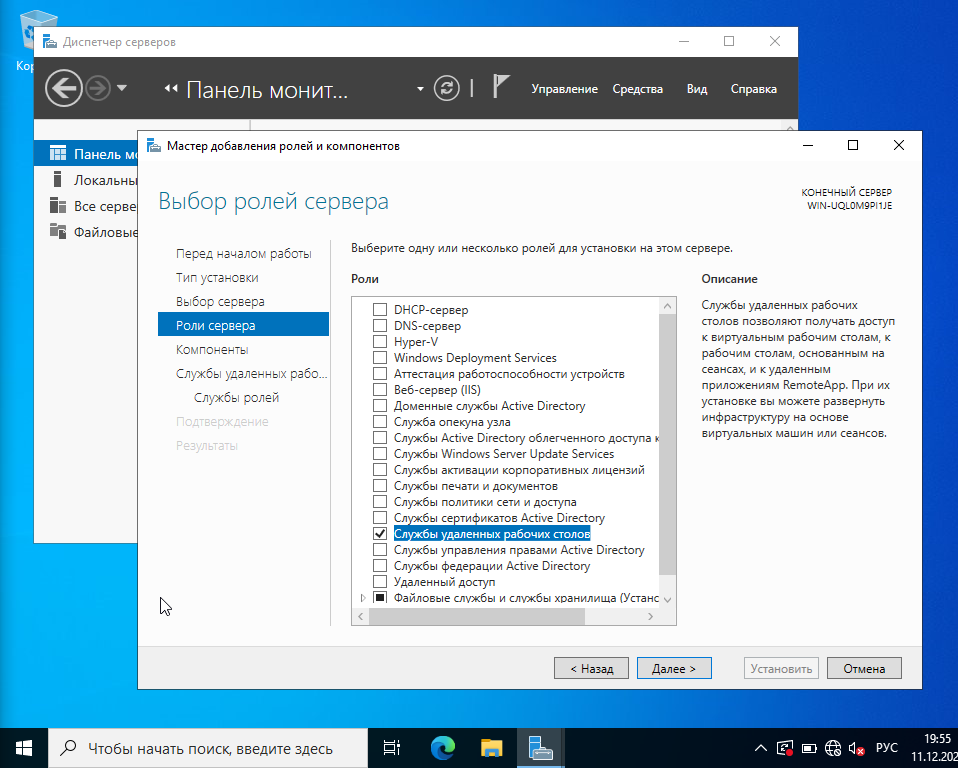 Диспетчер серверов
Панель монит...
Управление
Средства
Вид
Справка
Локальны
Все серве
Файловые
Мастер добавления ролей и компонентов
Выбор ролей сервера
КОНЕЧНЫЙ СЕРВЕР
WIN-UQL0M9PI1JE
Перед началом работы
Тип установки
Выбор сервера
Роли сервера
Компоненты
Службы удаленных рабо...
Службы ролей
Подтверждение
Результаты
Выберите одну или несколько ролей для установки на этом сервере.
Роли
DHCP-сервер
DNS-сервер
Hyper-V
Windows Deployment Services
Аттестация работоспособности устройств
Веб-сервер (IIS)
Доменные службы Active Directory
Служба опекуна узла
Службы Active Directory облегченного доступа к
Службы Windows Server Update Services
Службы активации корпоративных лицензий
Службы печати и документов
Службы политики сети и доступа
Службы сертификатов Active Directory
Службы удаленных рабочих столов
Службы управления правами Active Directory
Службы федерации Active Directory
Удаленный доступ
Файловые службы и службы хранилища (Устанс
Описание
Службы удаленных рабочих
столов позволяют получать доступ
к виртуальным рабочим столам, к
рабочим столам, основанным на
сеансах, и к удаленным
приложениям RemoteApp. При их
установке вы можете развернуть
инфраструктуру на основе
виртуальных машин или сеансов.
< Назад
Далее >
Установить
Отмена
Чтобы начать поиск, введите здесь
РУС
19:55
11.12.202